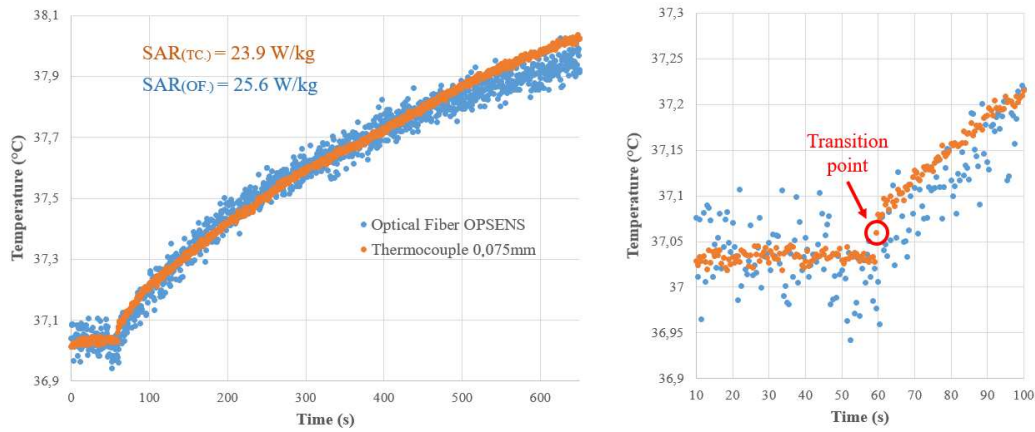 38,1
37,9
37,7
37,5
37,3
37,1
36,9
Temperature (°C)
SAR(TC.) = 23.9 W/kg
SAR(OF.) = 25.6 W/kg
Optical Fiber OPSENS
Thermocouple 0,075mm
0 100 200 300 400 500 600
Time (s)
37,3
37,25
37,2
37,15
37,1
37,05
37
36,95
36,9
Temperature (°C)
Transition
point
10 20 30 40 50 60 70 80 90 100
Time (s)